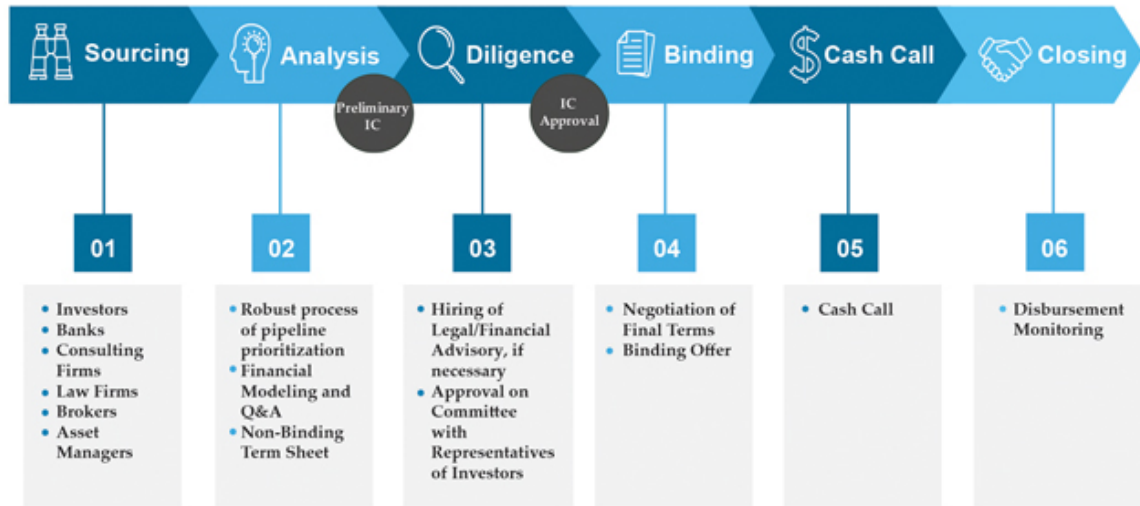 Sourcing
Analysis
Diligence
Binding
Cash Call
Closing
Preliminary
IC
IC
Approval
01
02
03
04
05
06
• Investors
• Banks
• Consulting
Firms
• Law Firms
• Brokers
• Asset
Managers
• Robust process
of pipeline
prioritization
• Financial
Modeling and
Q&A
• Non-Binding
Term Sheet
• Hiring of
Legal/Financial
Advisory, if
necessary
• Approval on
Committee
with
Representatives
of Investors
• Negotiation of
Final Terms
• Binding Offer
• Cash Call
• Disbursement
Monitoring